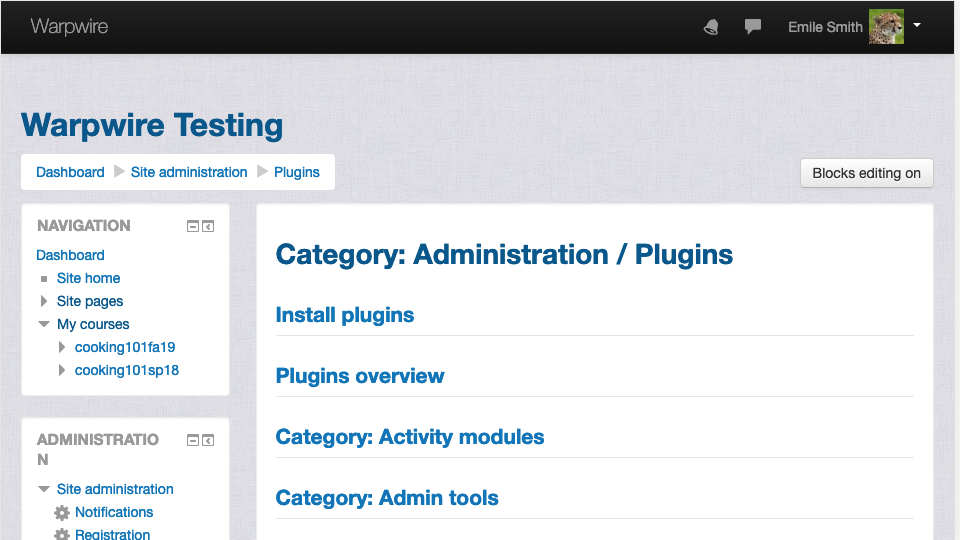 Warpwire
Emile Smith
Warpwire Testing
Dashboard Site administration Plugins
Blocks editing on
NAVIGATION
Dashboard
Site home
Site pages
My courses
cooking101fa19
cooking101sp18
ADMINISTRATIO
N
Site administration
Notifications
Registration
Category: Administration / Plugins
Install plugins
Plugins overview
Category: Activity modules
Category: Admin tools